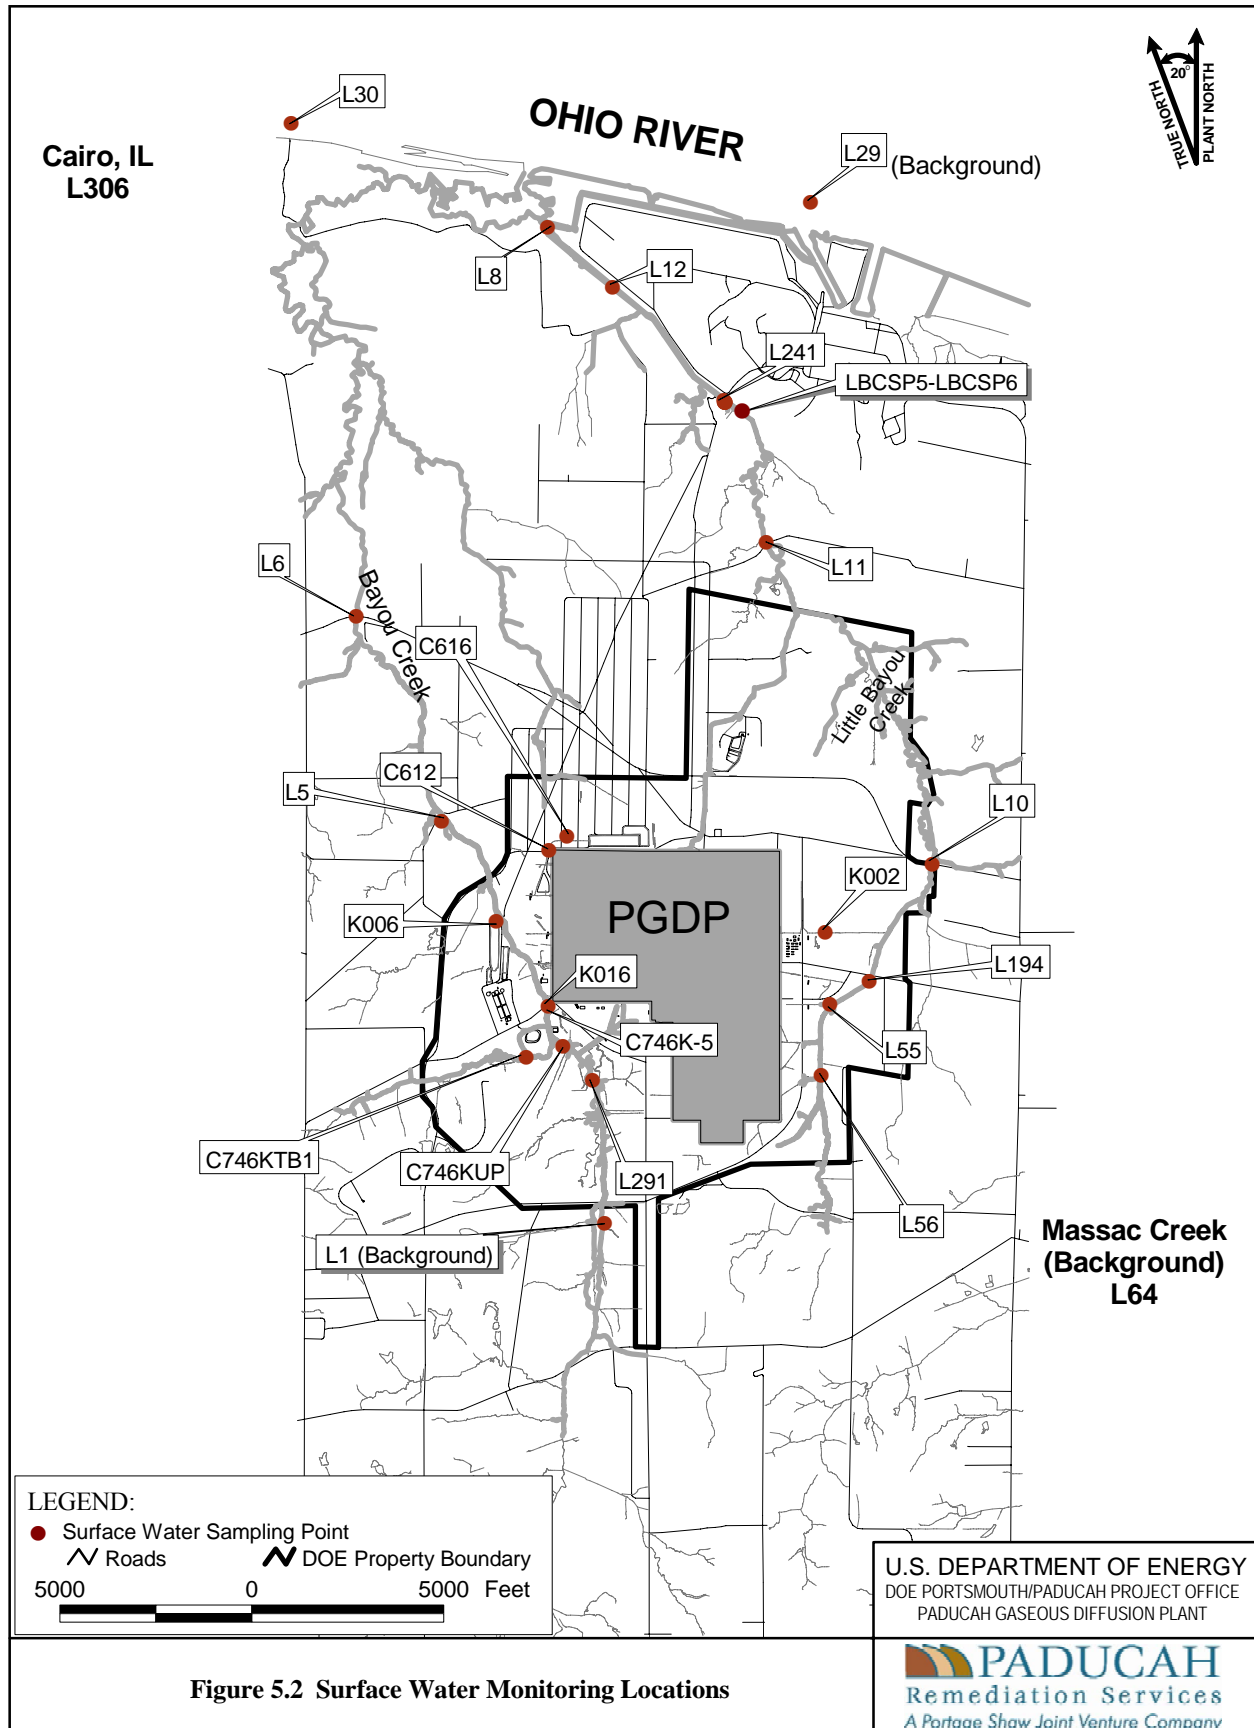 L30
OHIO RIVER
20°
TRUE NORTH
PLANT NORTH
Cairo, IL
L306
L29 (Background)
L8
L12
L241
LBCSP5-LBCSP6
L6
L11
Bayou Creek
C616
Little Bayou
Creek
C612
L5
L10
K002
K006
PGDP
K016
L194
C746K-5
L55
C746KTB1
C746KUP
L291
L56
L1 (Background)
Massac Creek
(Background)
L64
LEGEND:
Surface Water Sampling Point
Roads DOE Property Boundary
5000 0 5000 Feet
U.S. DEPARTMENT OF ENERGY
DOE PORTSMOUTH/PADUCAH PROJECT OFFICE
PADUCAH GASEOUS DIFFUSION PLANT
Figure 5.2 Surface Water Monitoring Locations
PADUCAH
Remediation Services
A Portage Shaw Joint Venture Company